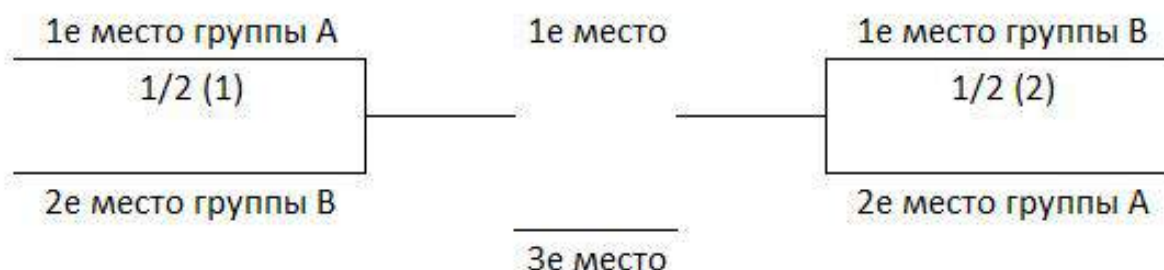 1е место группы А
1е место
1е место группы В
1/2 (1)
1/2 (2)
2е место группы В
2е место группы А
3е место